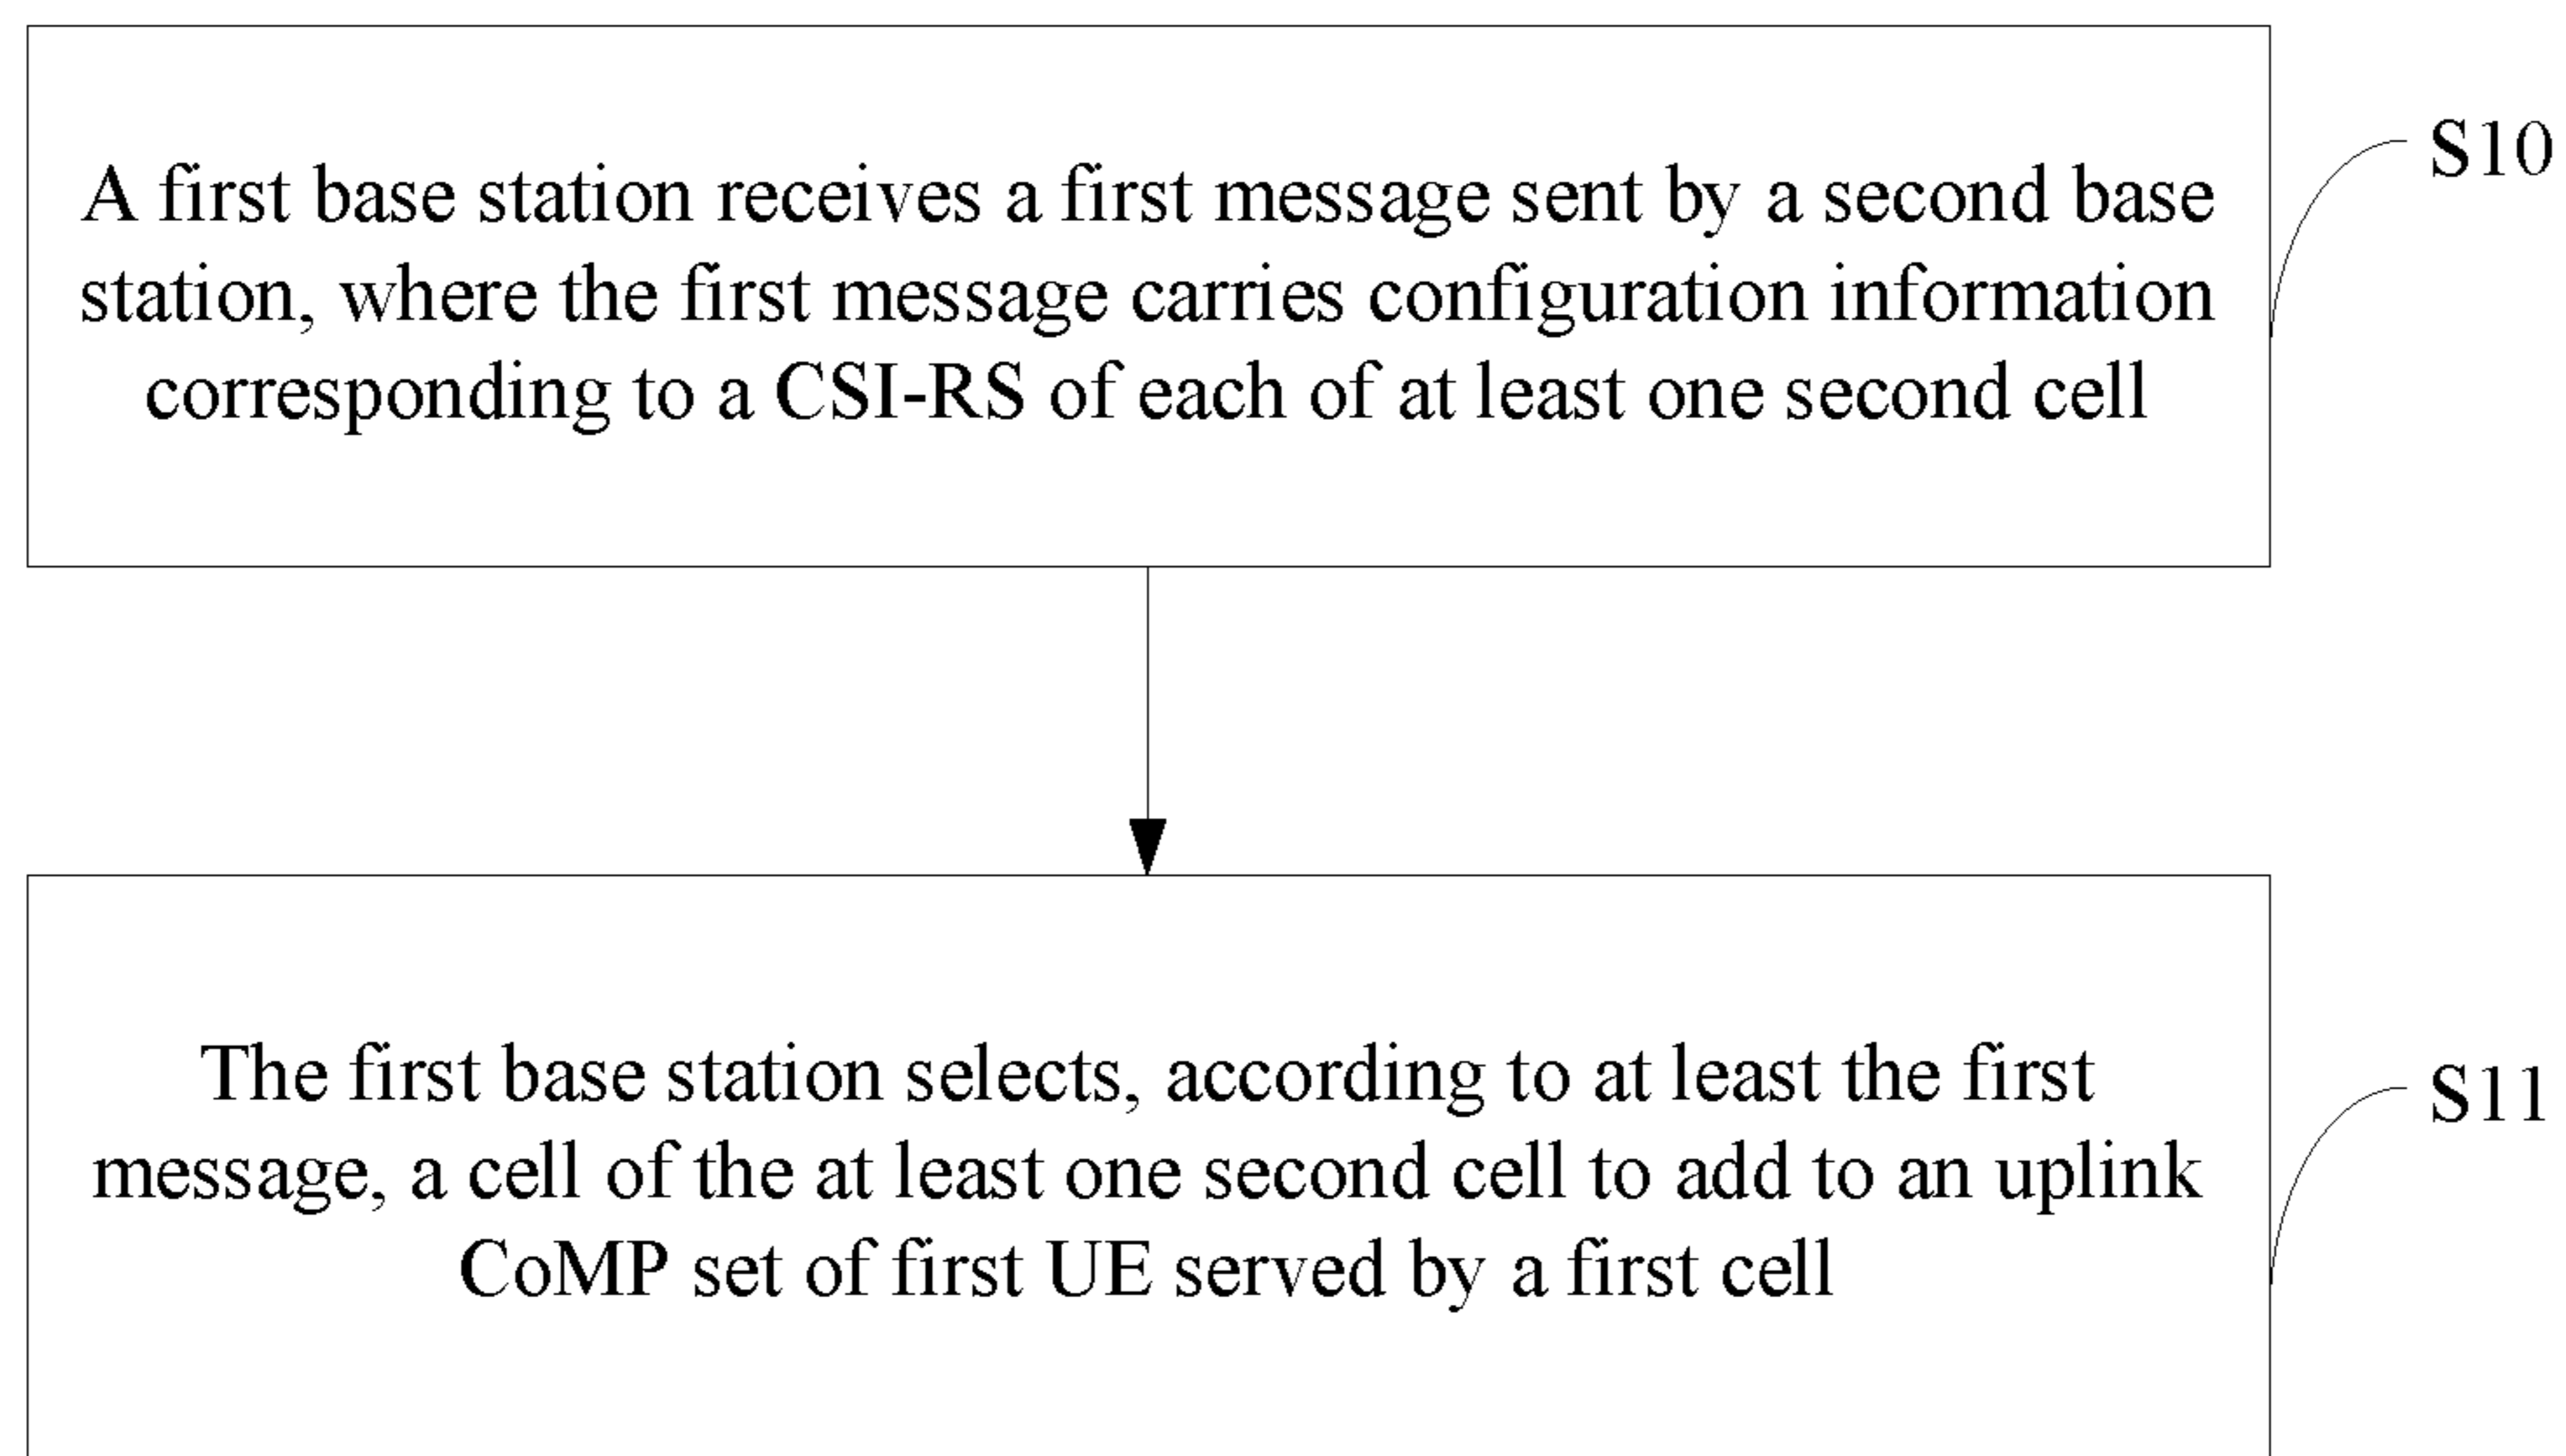 A first base station receives a first message sent by a second base
station, where the first message carries configuration information
corresponding to a CSI-RS of each of at least one second cell
S10
The first base station selects, according to at least the first
message, a cell of the at least one second cell to add to an uplink
CoMP set of first UE served by a first cell
S11